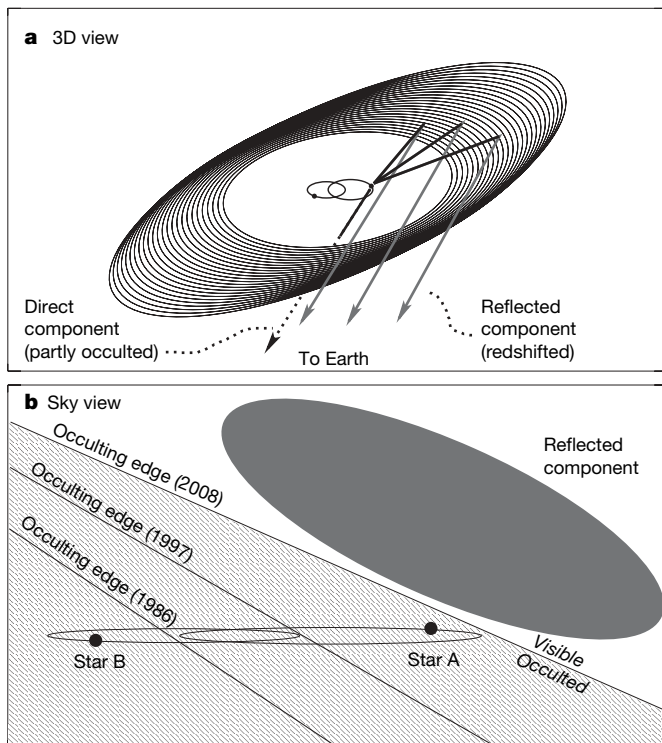 a 3D view
Direct
component
(partly occulted)
To Earth
Reflected
component
(redshifted)
b Sky view
Occulting edge (2008)
Occulting edge (1997)
Occulting edge (1986)
Reflected
component
Star B
Star A
Visible
Occulted